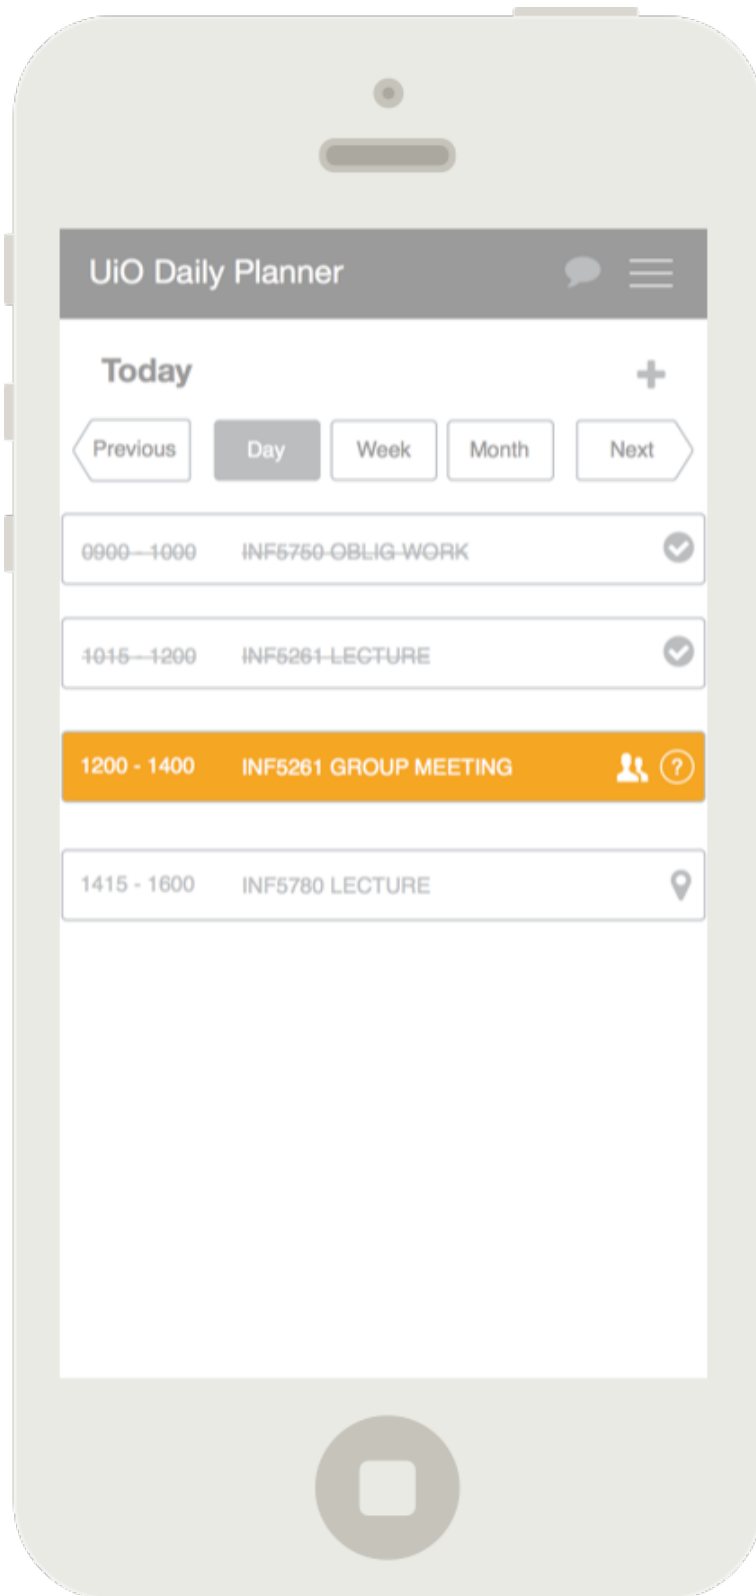 UiO Daily Planner
Today
Previous Day Week Month Next
0900 - 1000 INF5750 OBLIG WORK
1015 - 1200 INF5261 LECTURE
1200 - 1400 INF5261 GROUP MEETING ?
1415 - 1600 INF5780 LECTURE